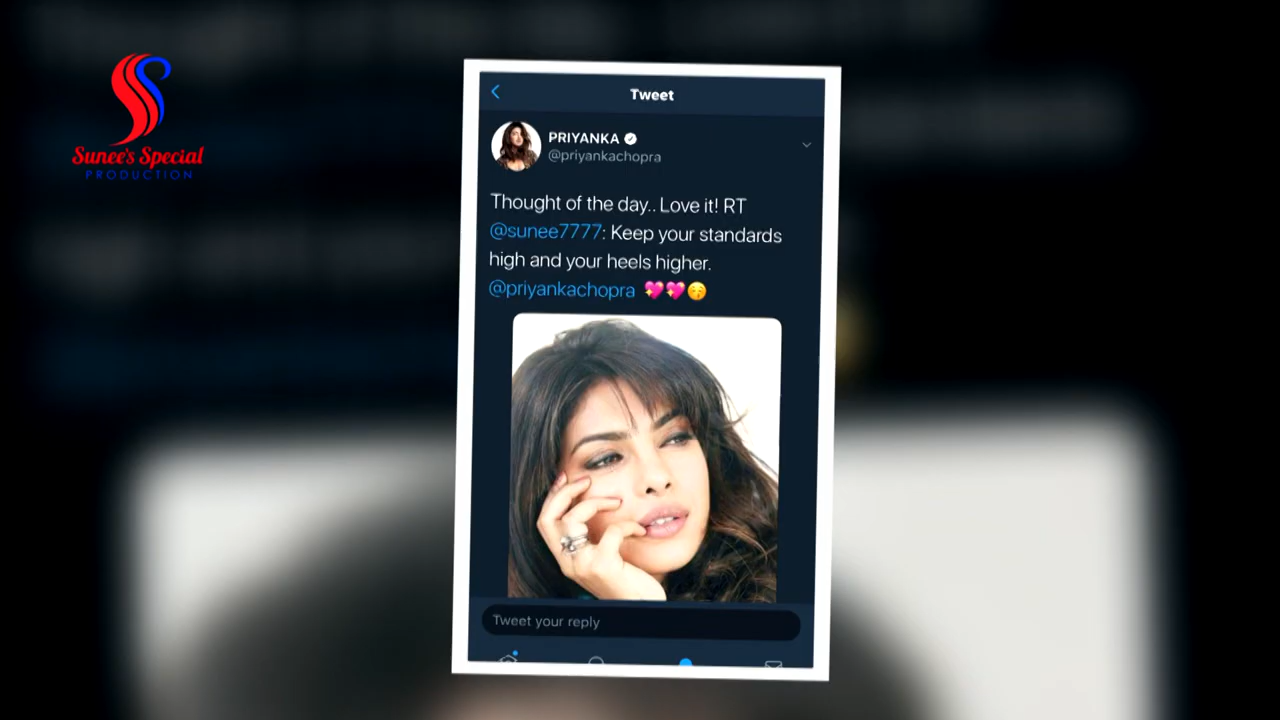 Sunee's Special
PRODUCTION
Tweet
PRIYANKA
@priyankachopra
Thought of the day.. Love it! RT
@sunee7777: Keep your standards
high and your heels higher.
@priyankachopra 💖💖😚
Tweet your reply